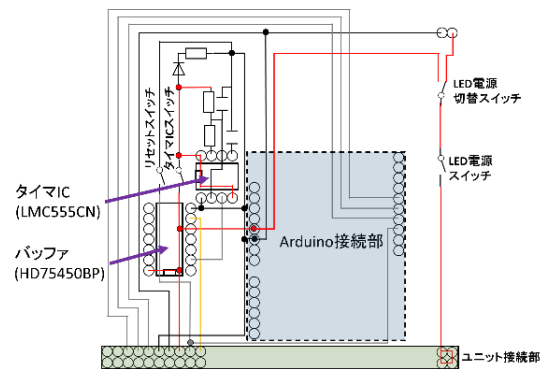 リセットスイッチ
タイマICスイッチ
LED電源
切替スイッチ
LED電源
スイッチ
タイマIC
(LMC555CN)
バッファ
(HD75450BP)
Arduino接続部
ユニット接続部